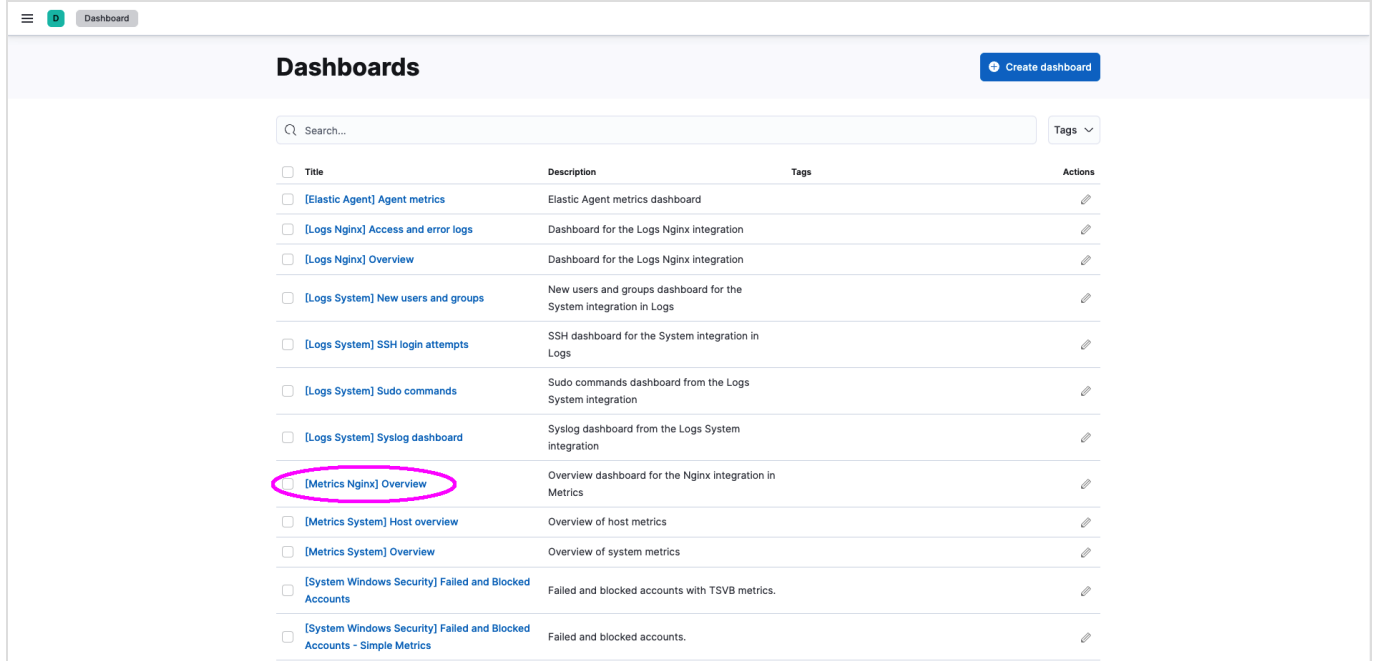 D Dashboard
Dashboards
Create dashboard
Search...
Tags
Title Description Tags Actions
[Elastic Agent] Agent metrics Elastic Agent metrics dashboard
[Logs Nginx] Access and error logs Dashboard for the Logs Nginx integration
[Logs Nginx] Overview Dashboard for the Logs Nginx integration
[Logs System] New users and groups
New users and groups dashboard for the
System integration in Logs
[Logs System] SSH login attempts
SSH dashboard for the System integration in
Logs
[Logs System] Sudo commands
Sudo commands dashboard from the Logs
System integration
[Logs System] Syslog dashboard
Syslog dashboard from the Logs System
integration
[Metrics Nginx] Overview
Overview dashboard for the Nginx integration in
Metrics
[Metrics System] Host overview Overview of host metrics
[Metrics System] Overview Overview of system metrics
[System Windows Security] Failed and Blocked
Accounts
Failed and blocked accounts with TSVB metrics.
[System Windows Security] Failed and Blocked
Accounts - Simple Metrics
Failed and blocked accounts.